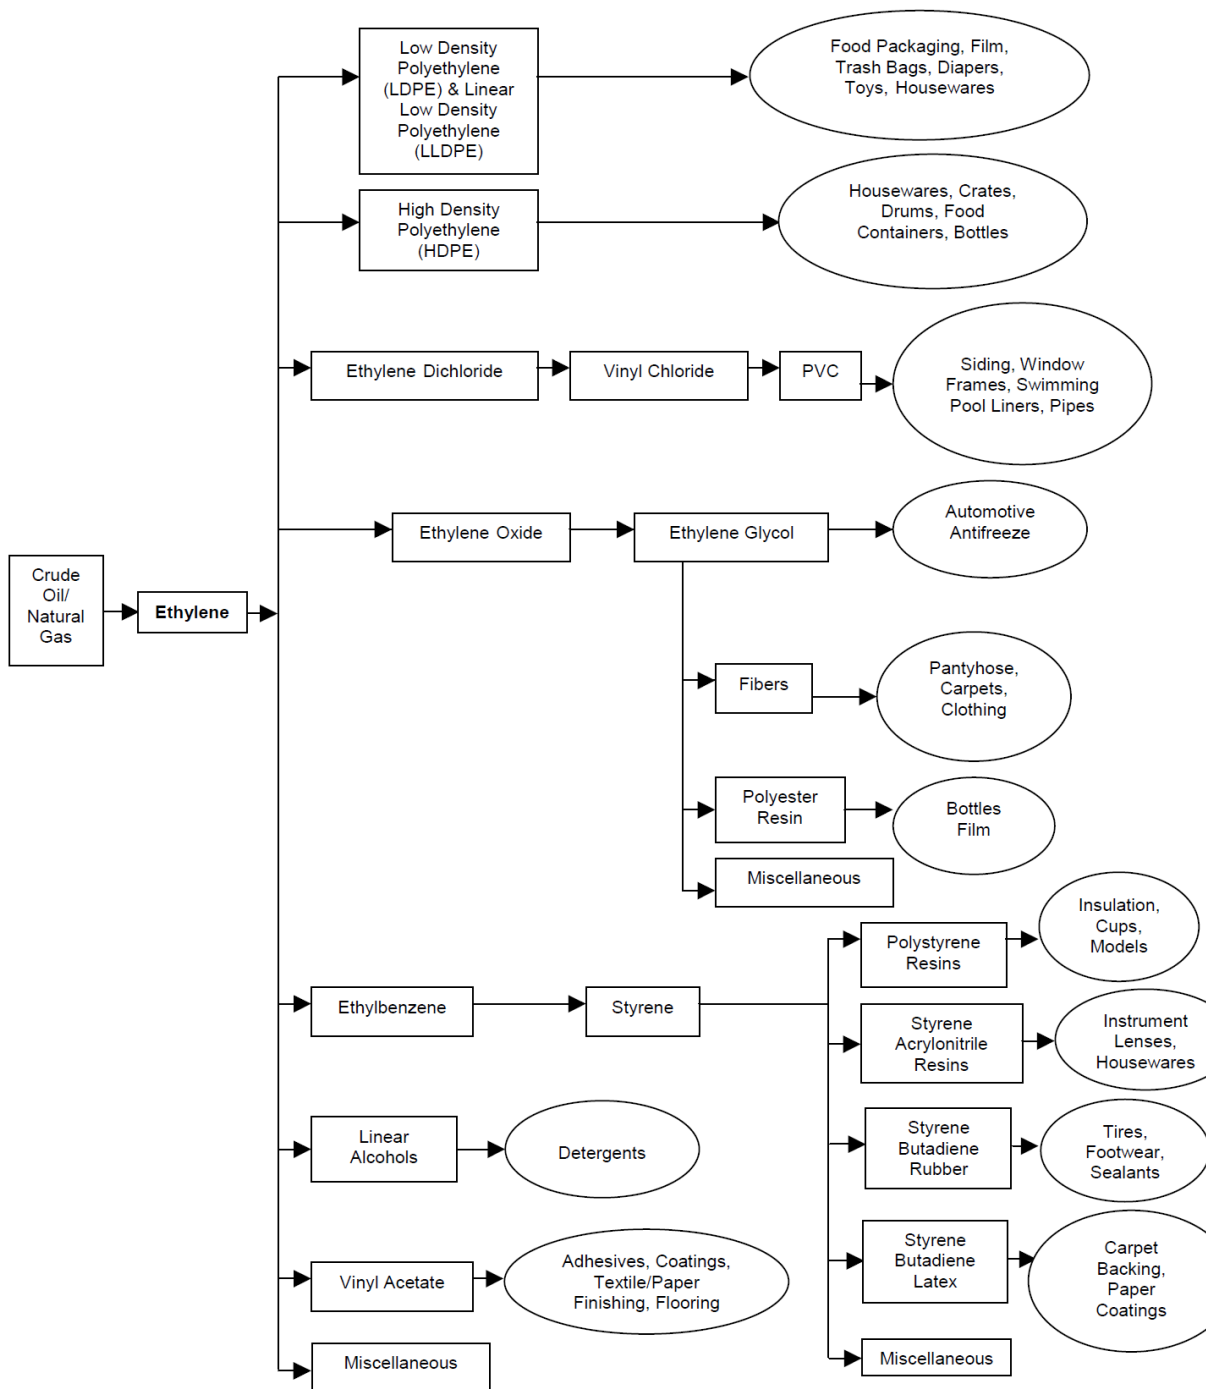 Low Density
Polyethylene
(LDPE) & Linear
Low Density
Polyethylene
(LLDPE)
Food Packaging, Film,
Trash Bags, Diapers,
Toys, Housewares
High Density
Polyethylene
(HDPE)
Housewares, Crates,
Drums, Food
Containers, Bottles
Ethylene Dichloride
Vinyl Chloride
PVC
Siding, Window
Frames, Swimming
Pool Liners, Pipes
Ethylene Oxide
Ethylene Glycol
Automotive
Antifreeze
Crude
Oil/
Natural
Gas
Ethylene
Fibers
Pantyhose,
Carpets,
Clothing
Polyester
Resin
Bottles
Film
Miscellaneous
Ethylbenzene
Styrene
Polystyrene
Resins
Insulation,
Cups,
Models
Styrene
Acrylonitrile
Resins
Instrument
Lenses,
Housewares
Linear
Alcohols
Detergents
Styrene
Butadiene
Rubber
Tires,
Footwear,
Sealants
Vinyl Acetate
Adhesives, Coatings,
Textile/Paper
Finishing, Flooring
Styrene
Butadiene
Latex
Carpet
Backing,
Paper
Coatings
Miscellaneous
Miscellaneous